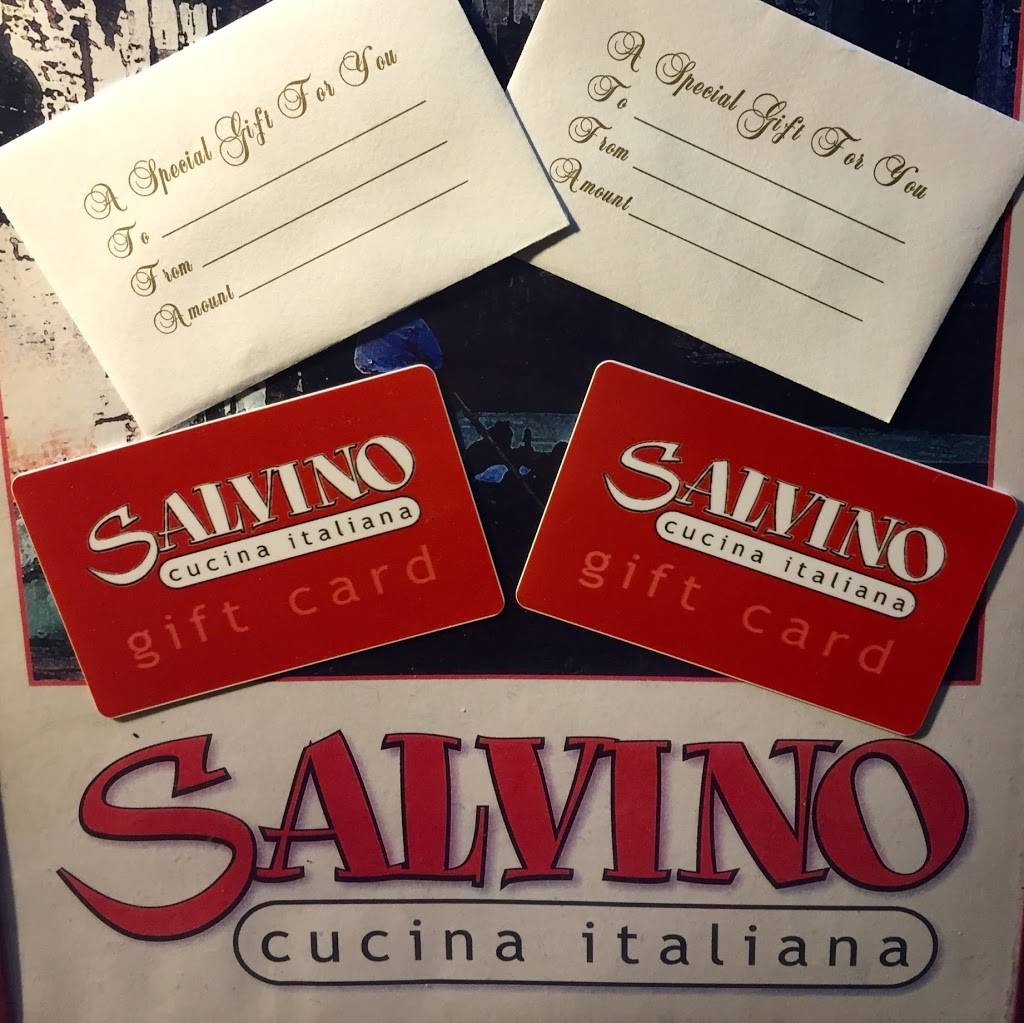 A Special Gift For You
To
From
Amount
A Special Gift For You
To
From
Amount
SALVINO
cucina italiana
gift card
SALVINO
cucina italiana
gift card
SALVINO
cucina italiana